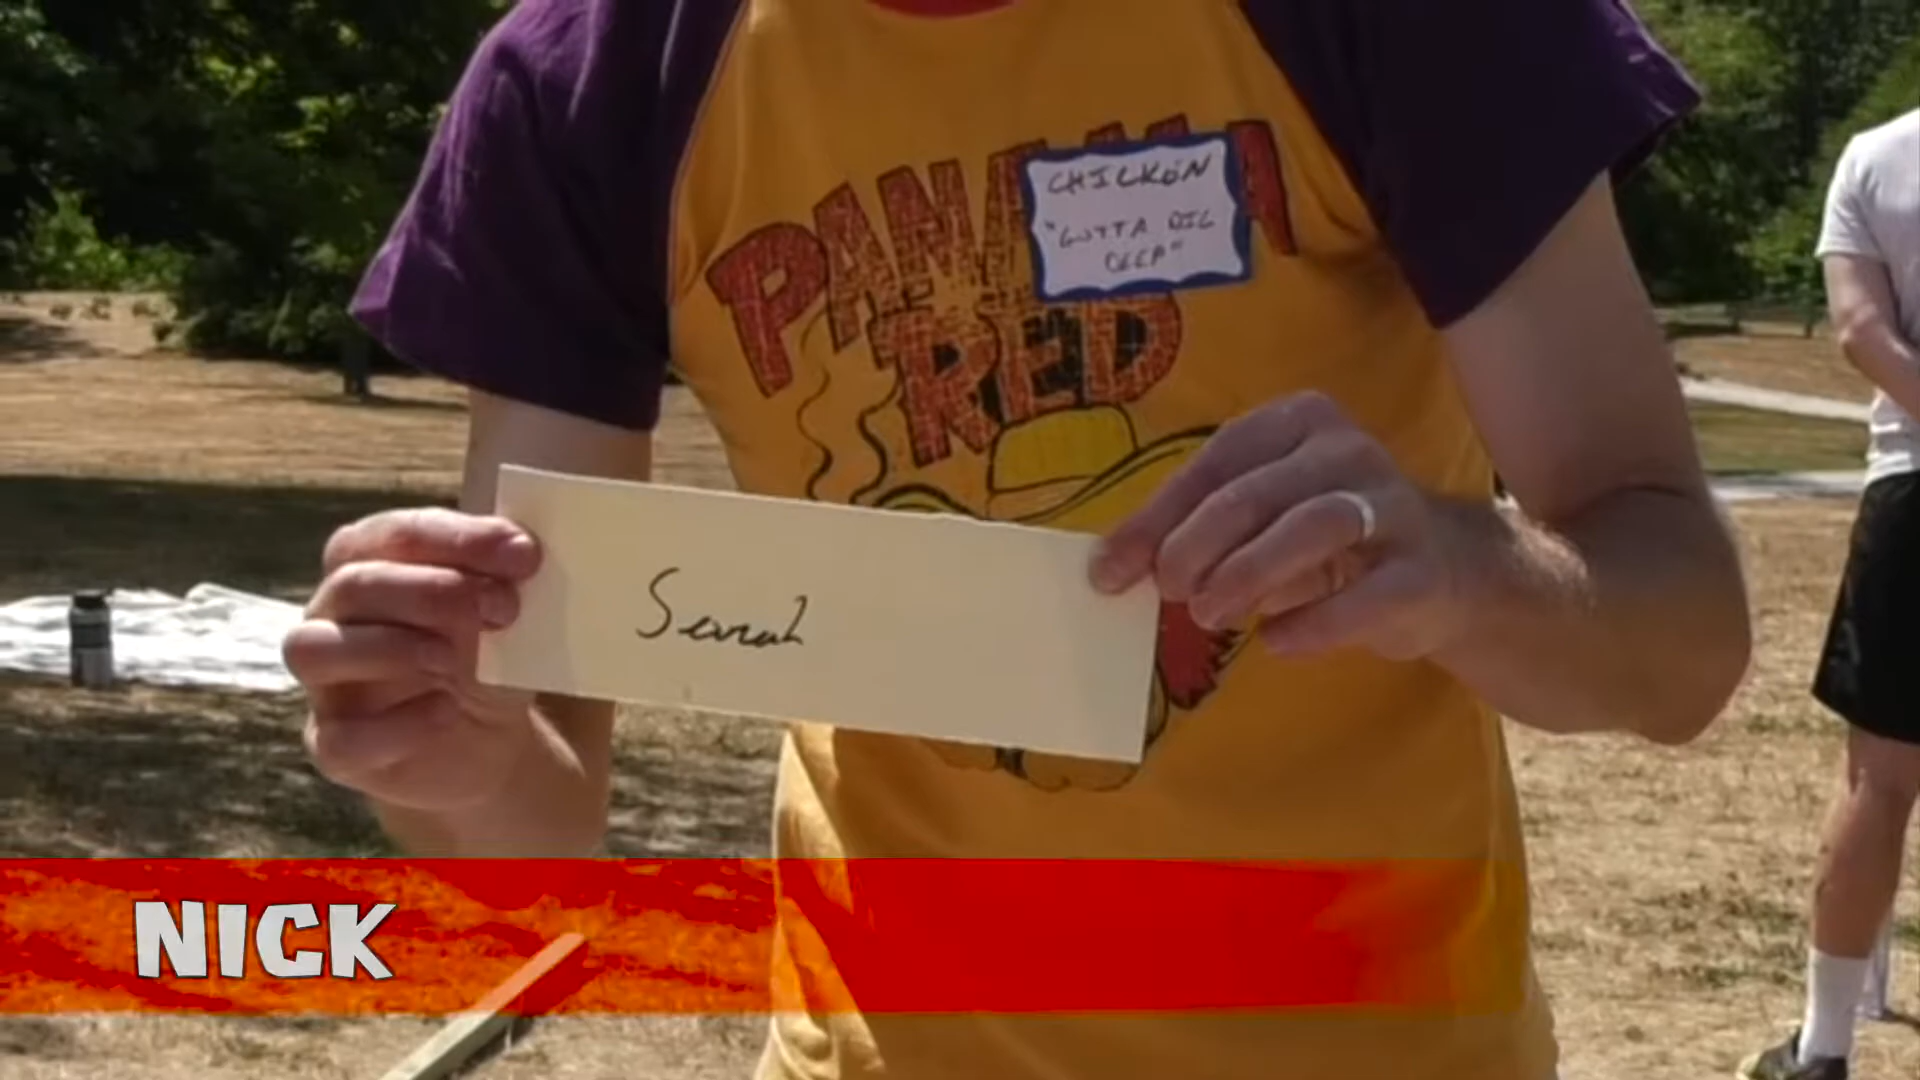 PANAMA
RED
CHICKEN
"GOTTA DIG
DEEP"
Sarah
NICK